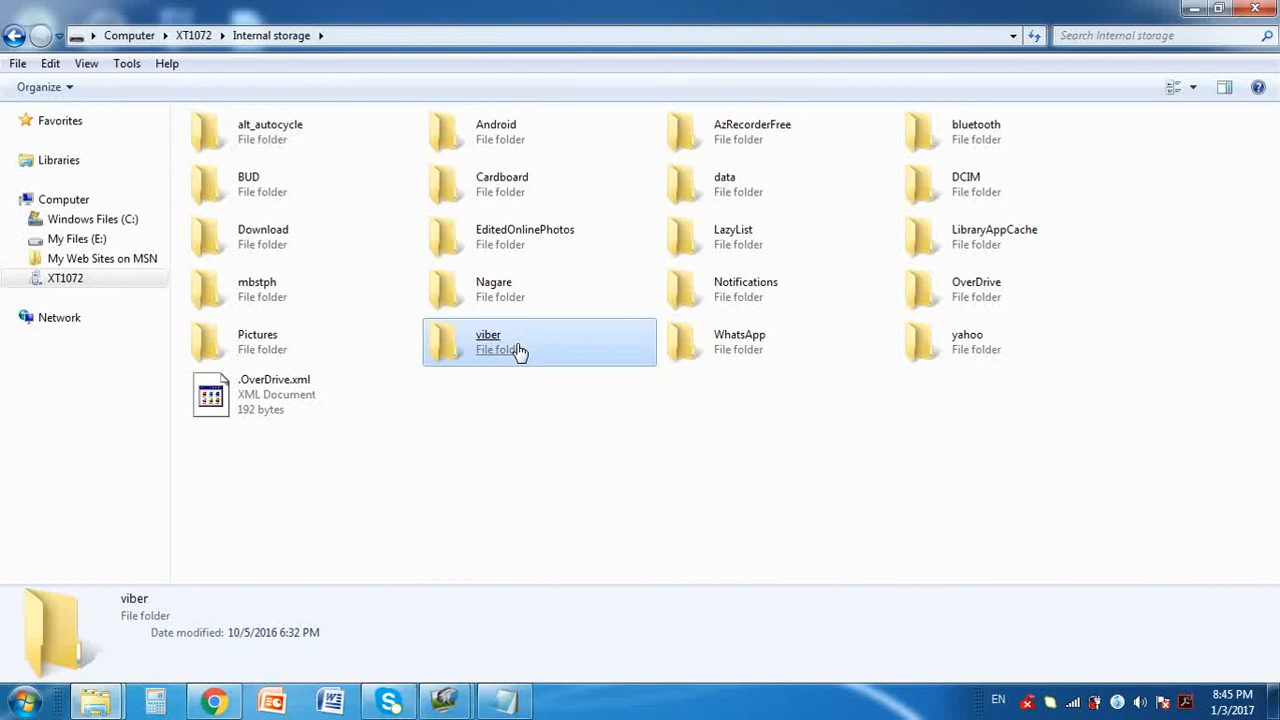 Computer XT1072 Internal storage
Search Internal storage
File Edit View Tools Help
Organize
Favorites
Libraries
Computer
Windows Files (C:)
My Files (E:)
My Web Sites on MSN
XT1072
Network
alt_autocycle
File folder
Android
File folder
AzRecorderFree
File folder
bluetooth
File folder
BUD
File folder
Cardboard
File folder
data
File folder
DCIM
File folder
Download
File folder
EditedOnlinePhotos
File folder
LazyList
File folder
LibraryAppCache
File folder
mbstph
File folder
Nagare
File folder
Notifications
File folder
OverDrive
File folder
Pictures
File folder
viber
File folder
WhatsApp
File folder
yahoo
File folder
.OverDrive.xml
XML Document
192 bytes
viber
File folder
Date modified: 10/5/2016 6:32 PM
EN
8:45 PM
1/3/2017